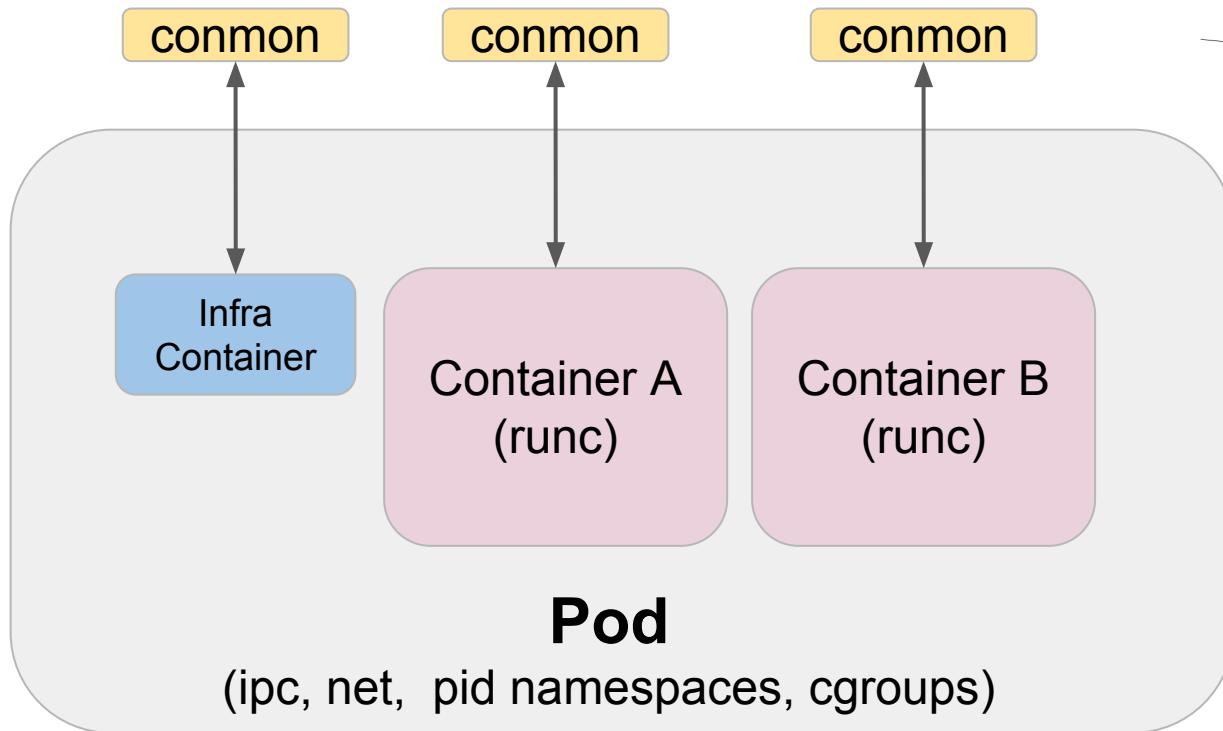 conmon
conmon
conmon
Infra
Container
Container A
(runc)
Container B
(runc)
Pod
(ipc, net,  pid namespaces, cgroups)